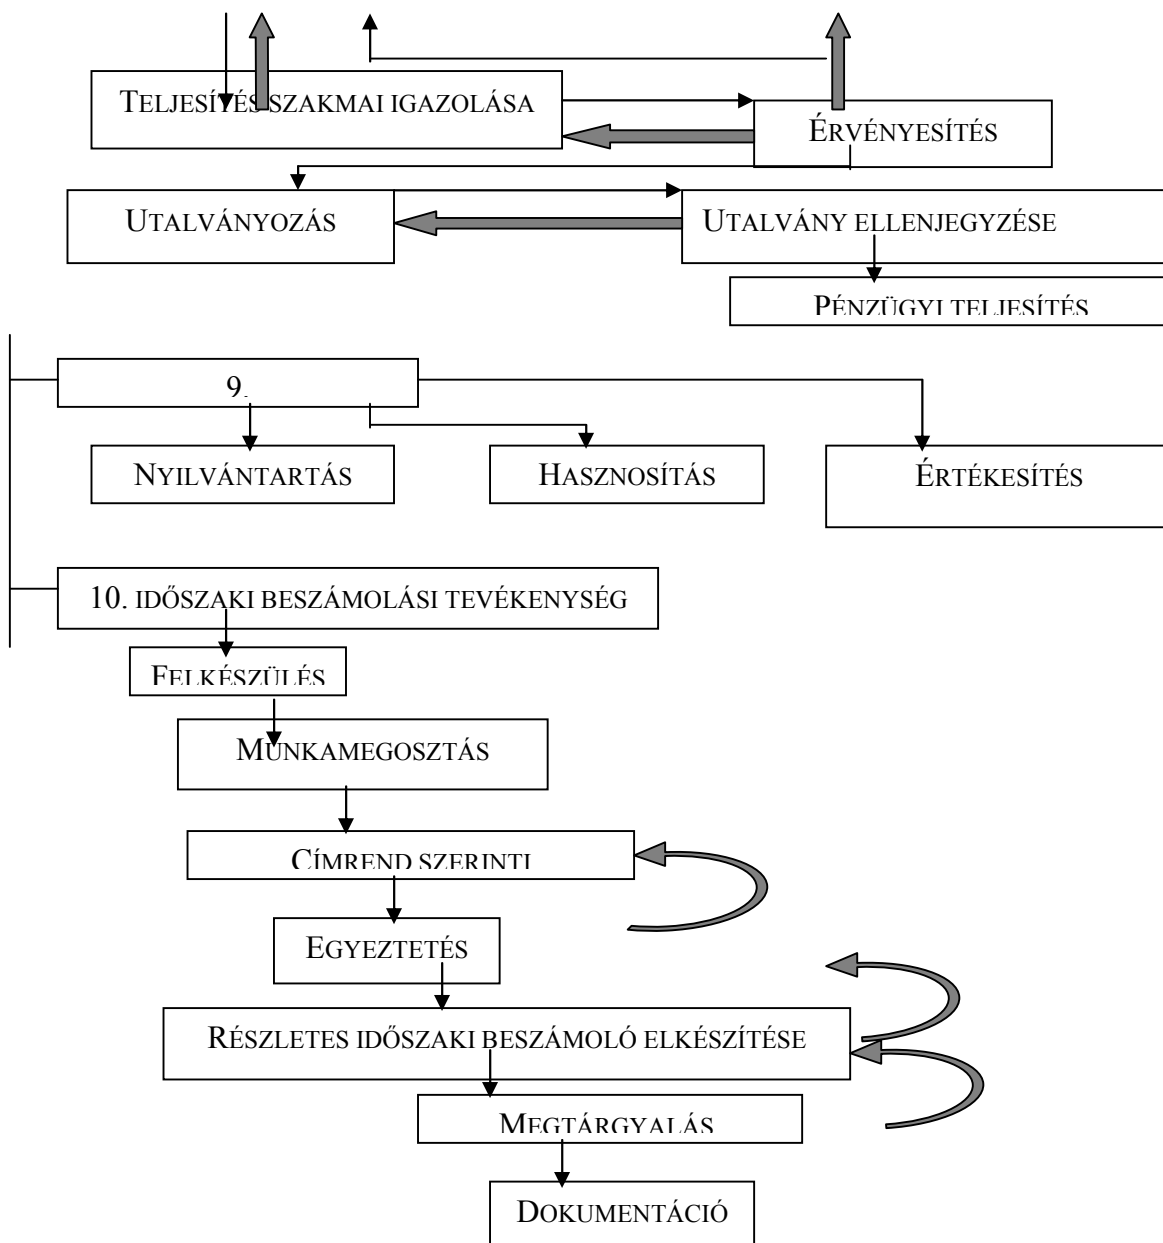 TELJESÍTÉS SZAKMAI IGAZOLÁSA
ÉRVÉNYESÍTÉS
UTALVÁNYOZÁS
UTALVÁNY ELLENJEGYZÉSE
PÉNZÜGYI TELJESÍTÉS
9.
NYILVÁNTARTÁS
HASZNOSÍTÁS
ÉRTÉKESÍTÉS
10. IDŐSZAKI BESZÁMOLÁSI TEVÉKENYSÉG
FELKÉSZÜLÉS
MUNKAMEGOSZTÁS
CÍMREND SZERINTI
EGYEZTETÉS
RÉSZLETES IDŐSZAKI BESZÁMOLÓ ELKÉSZÍTÉSE
MEGTÁRGYALÁS
DOKUMENTÁCIÓ